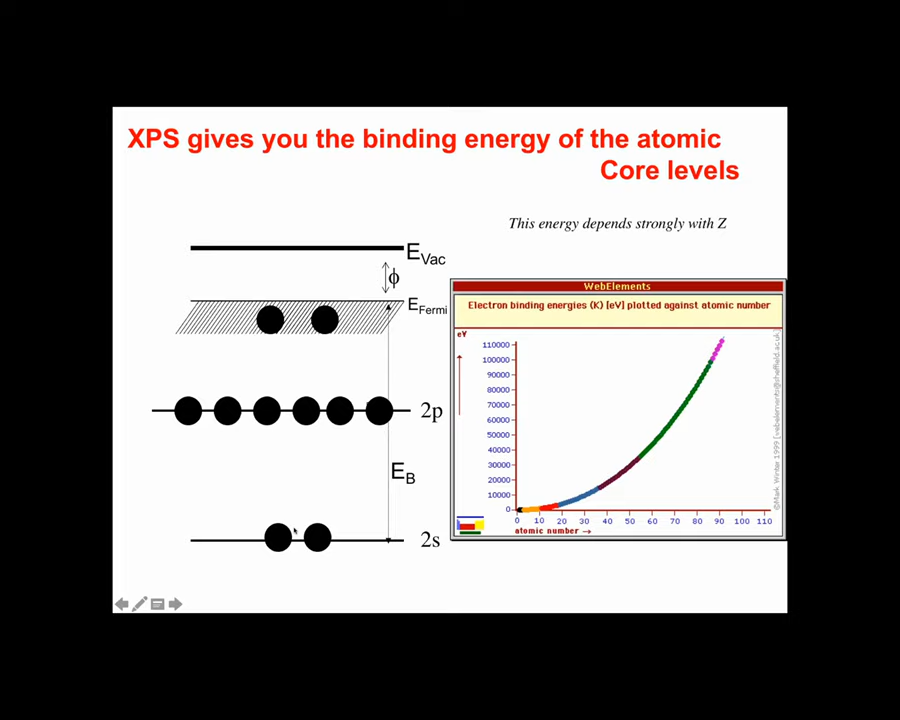 XPS gives you the binding energy of the atomic
Core levels
This energy depends strongly with Z
E_Vac
ϕ
E_Fermi
2p
E_B
2s
WebElements
Electron binding energies (K) [eV] plotted against atomic number
eV
110000
100000
90000
80000
70000
60000
50000
40000
30000
20000
10000
0
0 10 20 30 40 50 60 70 80 90 100 110
atomic number →
©Mark Winter 1999 [webelements@sheffield.ac.uk]